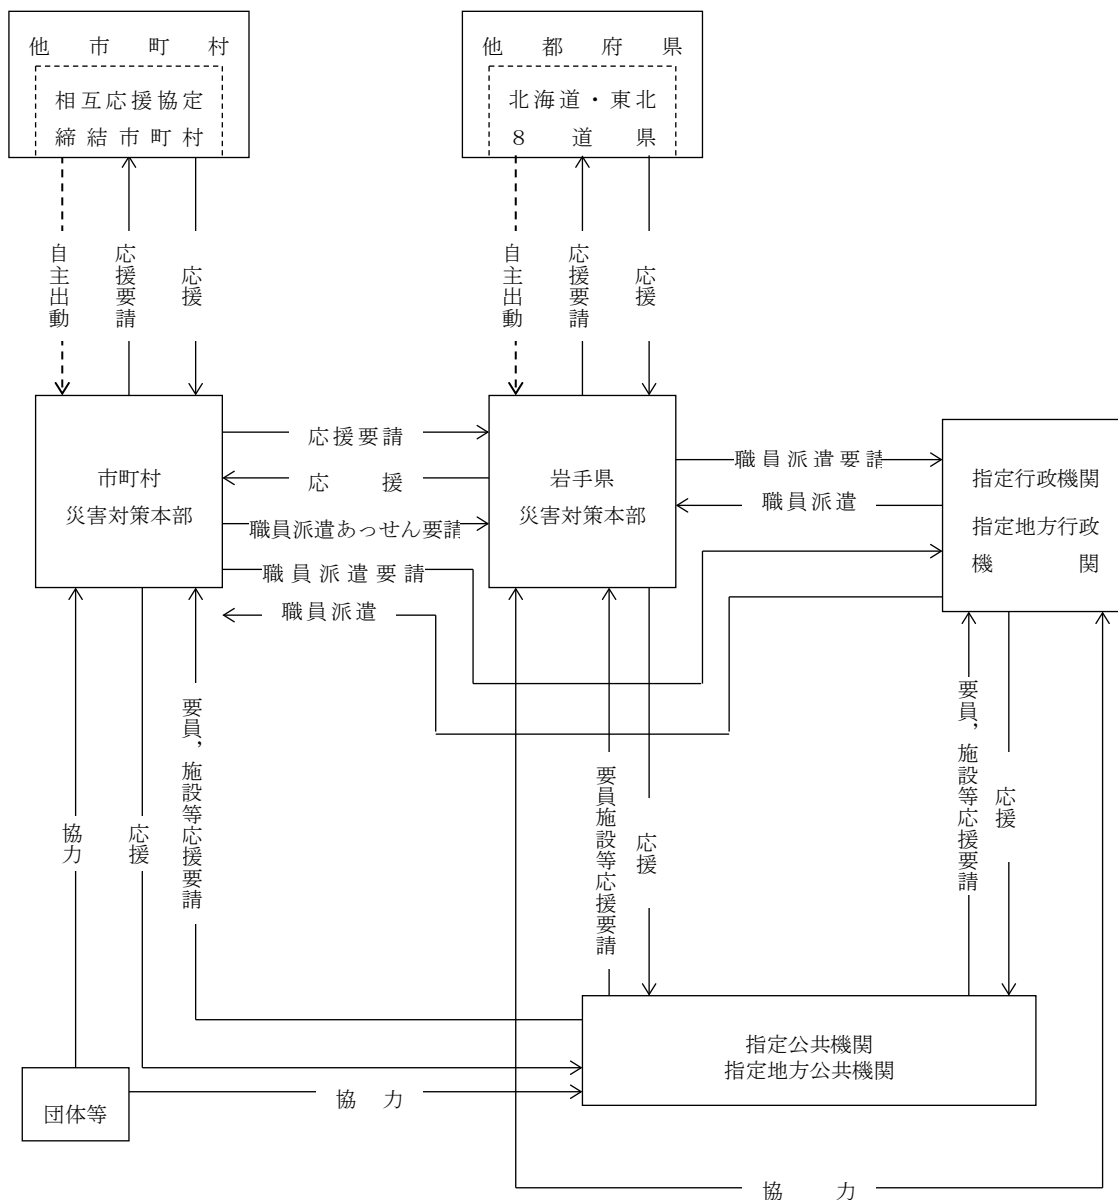 他市町村
相互応援協定
締結市町村
他都府県
北海道・東北
８道県
自主出動
応援要請
応援
自主出動
応援要請
応援
市町村
災害対策本部
応援要請
応援
職員派遣あっせん要請
職員派遣要請
職員派遣
岩手県
災害対策本部
職員派遣要請
職員派遣
指定行政機関
指定地方行政
機関
協力
応援
要員，施設等応援要請
要員施設等応援要請
応援
要員，施設等応援要請
応援
指定公共機関
指定地方公共機関
団体等
協力
協力